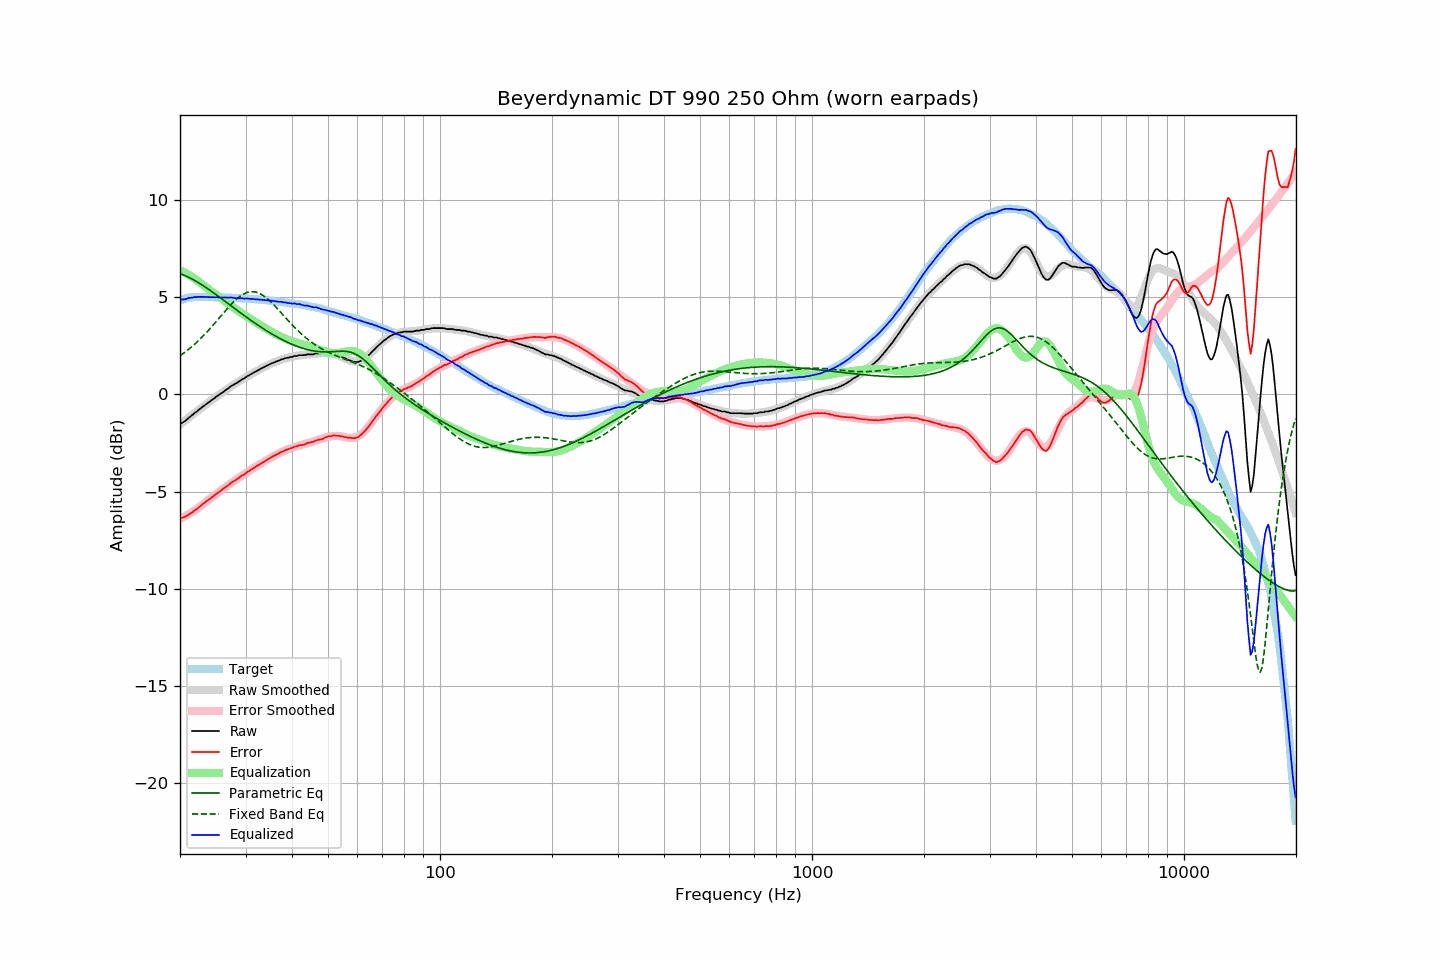 Beyerdynamic DT 990 250 Ohm (worn earpads)
Amplitude (dBr)
10
5
0
−5
−10
−15
−20
Target
Raw Smoothed
Error Smoothed
Raw
Error
Equalization
Parametric Eq
Fixed Band Eq
Equalized
100
1000
10000
Frequency (Hz)